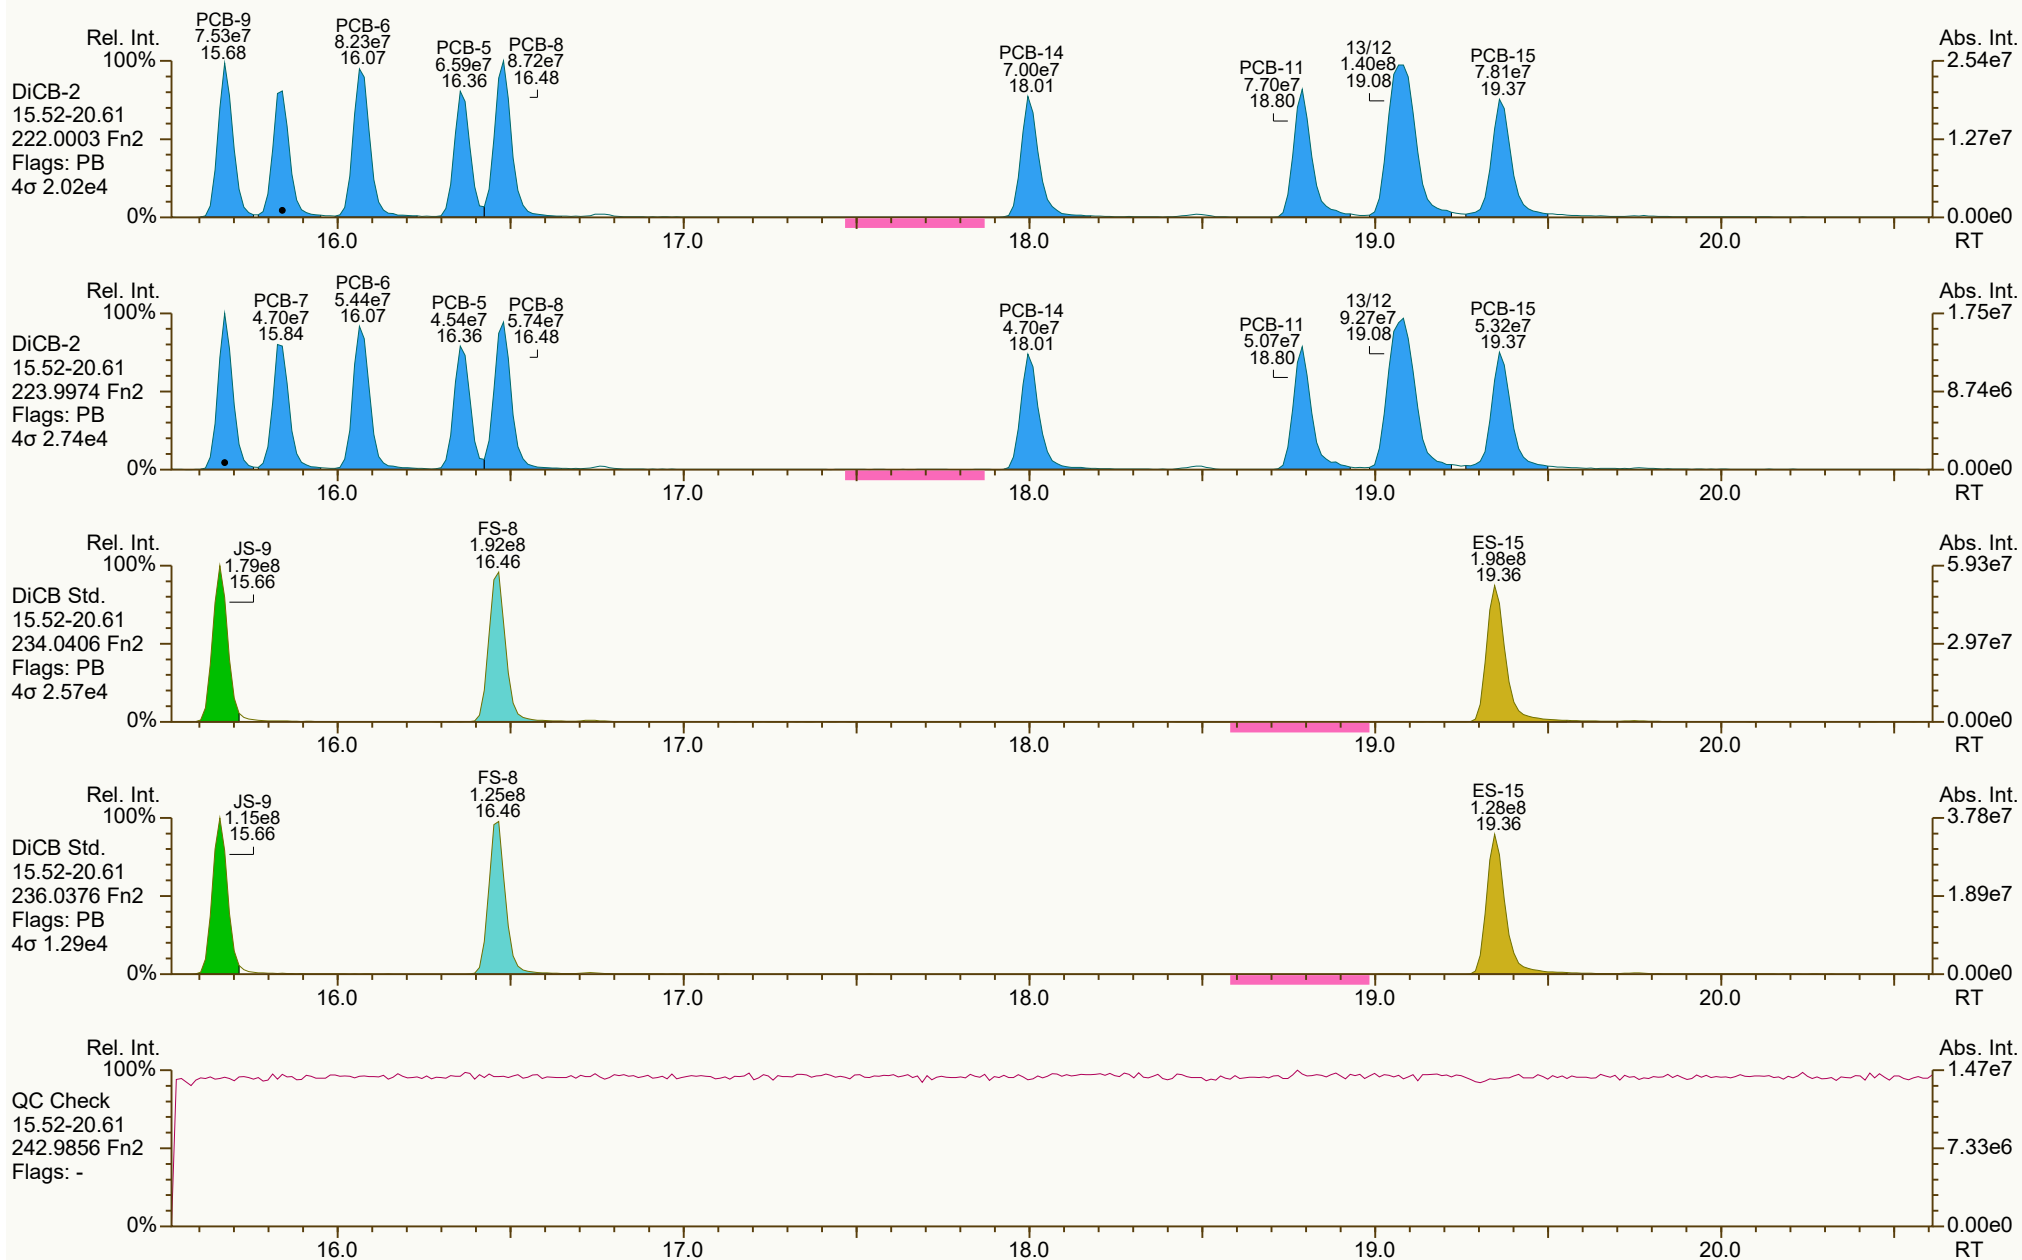 Rel. Int.
100%
0%
DiCB-2
15.52-20.61
222.0003 Fn2
Flags: PB
4σ 2.02e4
PCB-9
7.53e7
15.68
PCB-6
8.23e7
16.07
PCB-5
6.59e7
16.36
PCB-8
8.72e7
16.48
PCB-14
7.00e7
18.01
PCB-11
7.70e7
18.80
13/12
1.40e8
19.08
PCB-15
7.81e7
19.37
Abs. Int.
2.54e7
1.27e7
0.00e0
16.0 17.0 18.0 19.0 20.0 RT
Rel. Int.
100%
0%
DiCB-2
15.52-20.61
223.9974 Fn2
Flags: PB
4σ 2.74e4
PCB-7
4.70e7
15.84
PCB-6
5.44e7
16.07
PCB-5
4.54e7
16.36
PCB-8
5.74e7
16.48
PCB-14
4.70e7
18.01
PCB-11
5.07e7
18.80
13/12
9.27e7
19.08
PCB-15
5.32e7
19.37
Abs. Int.
1.75e7
8.74e6
0.00e0
16.0 17.0 18.0 19.0 20.0 RT
Rel. Int.
100%
0%
DiCB Std.
15.52-20.61
234.0406 Fn2
Flags: PB
4σ 2.57e4
JS-9
1.79e8
15.66
FS-8
1.92e8
16.46
ES-15
1.98e8
19.36
Abs. Int.
5.93e7
2.97e7
0.00e0
16.0 17.0 18.0 19.0 20.0 RT
Rel. Int.
100%
0%
DiCB Std.
15.52-20.61
236.0376 Fn2
Flags: PB
4σ 1.29e4
JS-9
1.15e8
15.66
FS-8
1.25e8
16.46
ES-15
1.28e8
19.36
Abs. Int.
3.78e7
1.89e7
0.00e0
16.0 17.0 18.0 19.0 20.0 RT
Rel. Int.
100%
0%
QC Check
15.52-20.61
242.9856 Fn2
Flags: -
Abs. Int.
1.47e7
7.33e6
0.00e0
16.0 17.0 18.0 19.0 20.0 RT